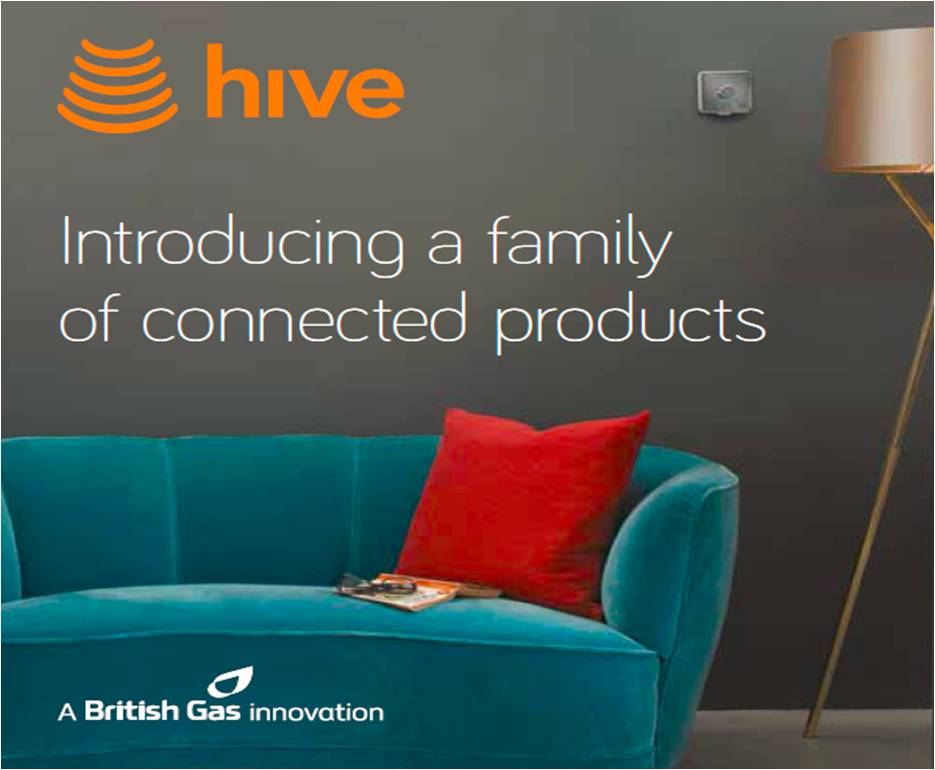 hive
Introducing a family
of connected products
A British Gas innovation